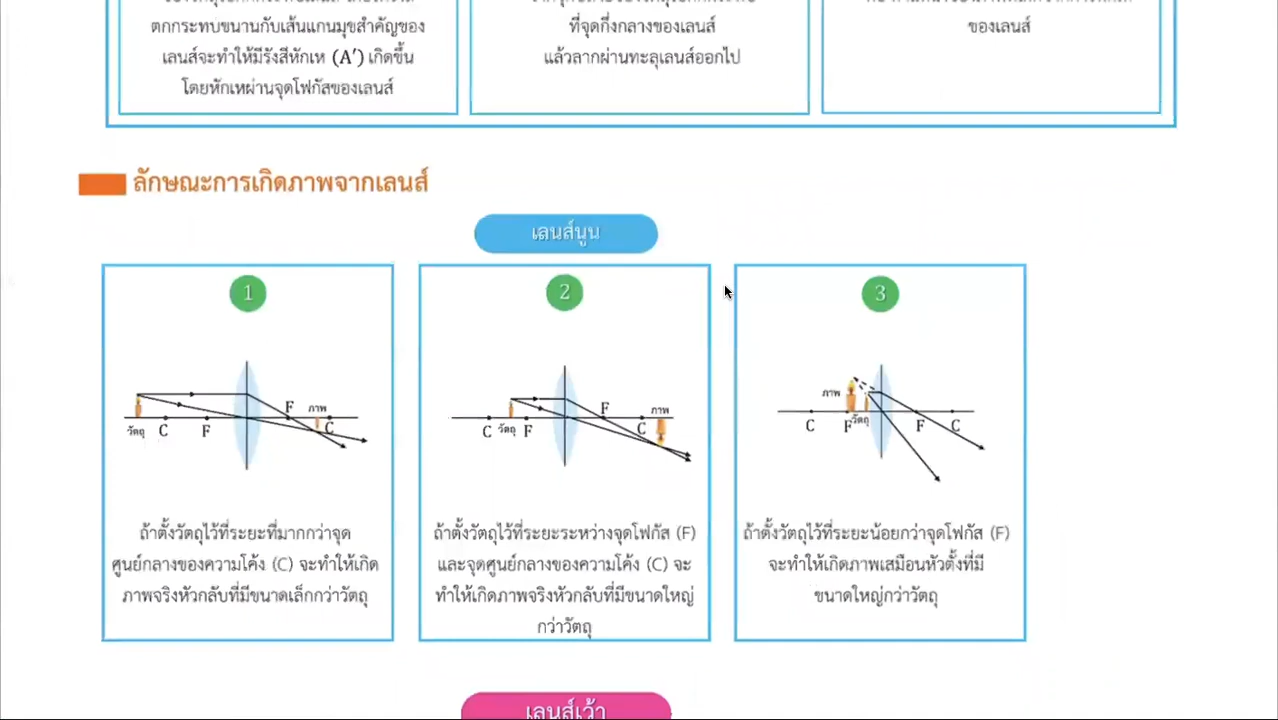 ตกกระทบขนานกับเส้นแกนมุขสำคัญของ
เลนส์จะทำให้มีรังสีหักเห (A′) เกิดขึ้น
โดยหักเหผ่านจุดโฟกัสของเลนส์
ที่จุดกึ่งกลางของเลนส์
แล้วลากผ่านทะลุเลนส์ออกไป
ของเลนส์
ลักษณะการเกิดภาพจากเลนส์
เลนส์นูน
1
F
ภาพ
วัตถุ
C
F
C
ถ้าตั้งวัตถุไว้ที่ระยะที่มากกว่าจุด
ศูนย์กลางของความโค้ง (C) จะทำให้เกิด
ภาพจริงหัวกลับที่มีขนาดเล็กกว่าวัตถุ
2
F
ภาพ
C
วัตถุ
F
C
ถ้าตั้งวัตถุไว้ที่ระยะระหว่างจุดโฟกัส (F)
และจุดศูนย์กลางของความโค้ง (C) จะ
ทำให้เกิดภาพจริงหัวกลับที่มีขนาดใหญ่
กว่าวัตถุ
3
ภาพ
C
F
วัตถุ
F
C
ถ้าตั้งวัตถุไว้ที่ระยะน้อยกว่าจุดโฟกัส (F)
จะทำให้เกิดภาพเสมือนหัวตั้งที่มี
ขนาดใหญ่กว่าวัตถุ
เลนส์เว้า